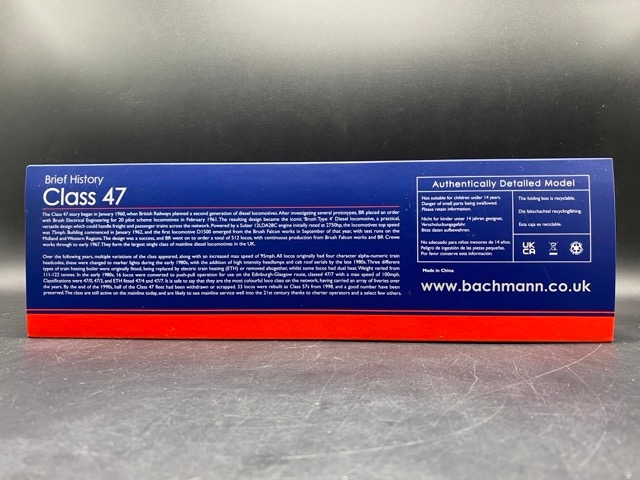 Brief History
Class 47
The Class 47 story began in January 1960, when British Railways planned a second generation of diesel locomotives. After investigating several prototypes, BR placed an order
with Brush Electrical Engineering for 20 pilot scheme locomotives in February 1961. The resulting design became the iconic 'Brush Type 4' Diesel locomotive, a practical,
versatile design which could handle freight and passenger trains across the network. Powered by a Sulzer 12LDA28C engine initially rated at 2750hp, the locomotives top speed
was 75mph. Building commenced in January 1962, and the first locomotive D1500 emerged from the Brush Falcon works in September of that year, with test runs on the
Midland and Western Regions. The design was a success, and BR went on to order a total of 512 locos, with continuous production from Brush Falcon works and BR Crewe
works through to early 1967. They form the largest single class of mainline diesel locomotives in the UK.
Over the following years, multiple variations of the class appeared, along with an increased max speed of 95mph. All locos originally had four character alpha-numeric train
headcodes, these were changed to marker lights during the early 1980s, with the addition of high intensity headlamps and cab roof aerials by the late 1980s. Three different
types of train heating boiler were originally fitted, being replaced by electric train heating (ETH) or removed altogether, whilst some locos had dual heat. Weights varied from
111-122 tonnes. In the early 1980s, 16 locos were converted to push-pull operation for use on the Edinburgh-Glasgow route, classed 47/7 with a max speed of 100mph.
Classifications were 47/0, 47/3, and ETH fitted 47/4 and 47/7. It is safe to say that they are the most colourful loco class on the network, having carried an array of liveries over
the years. By the end of the 1990s, half of the Class 47 fleet had been withdrawn or scrapped. 33 locos were rebuilt as Class 57s from 1998, and a good number have been
preserved. The class are still active on the mainline today, and are likely to see mainline service well into the 21st century thanks to charter operators and a select few others.
Authentically Detailed Model
Not suitable for children under 14 years.
Danger of small parts being swallowed.
Please retain information.
Nicht für kinder unter 14 jahren geeignet.
Verschluckungsgefahr.
Bitte daten aufbewahren.
No adecuado para niños menores de 14 años.
Peligro de ingestión de las piezas pequeñas.
Por favor conserve esta información.
The folding box is recyclable.
Die faltschachtel recyclingfähing.
Esta caja es reciclable.
UK
CA
Made in China
www.bachmann.co.uk